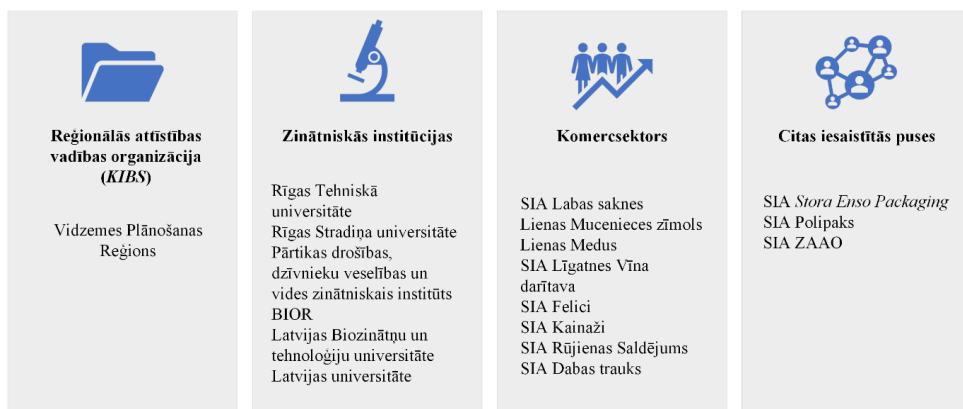 Reģionālās attīstības
vadības organizācija
(KIBS)
Vidzemes Plānošanas
Reģions
Zinātniskās institūcijas
Rīgas Tehniskā
universitāte
Rīgas Stradiņa universitāte
Pārtikas drošības,
dzīvnieku veselības un
vides zinātniskais institūts
BIOR
Latvijas Biozinātņu un
tehnoloģiju universitāte
Latvijas universitāte
Komercsektors
SIA Labas saknes
Lienas Mucenieces zīmols
Lienas Medus
SIA Līgatnes Vīna
darītava
SIA Felici
SIA Kainaži
SIA Rūjienas Saldējums
SIA Dabas trauks
Citas iesaistītās puses
SIA Stora Enso Packaging
SIA Polipaks
SIA ZAAO